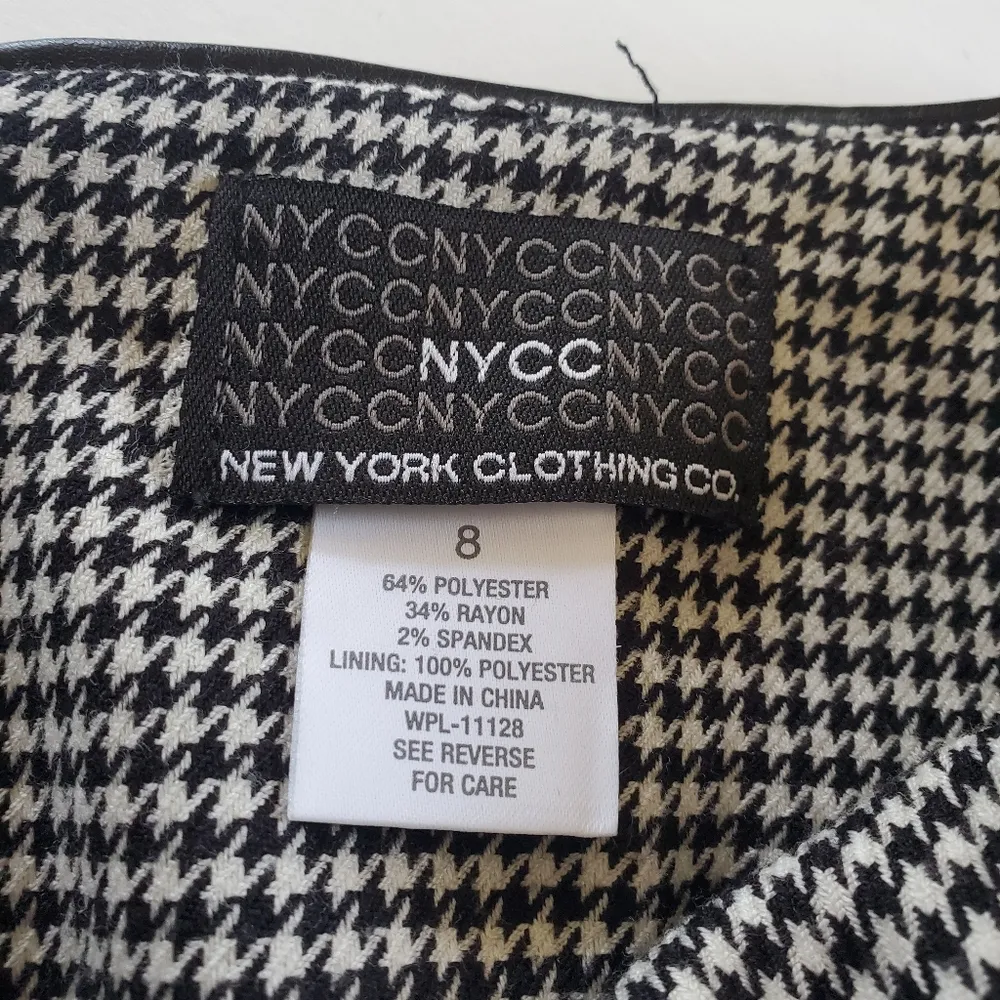 NYCCNYCCNYCC
NYCCNYCCNYCC
NYCCNYCCNYCC
NYCCNYCCNYCC
NEW YORK CLOTHING CO.
8
64% POLYESTER
34% RAYON
2% SPANDEX
LINING: 100% POLYESTER
MADE IN CHINA
WPL-11128
SEE REVERSE
FOR CARE